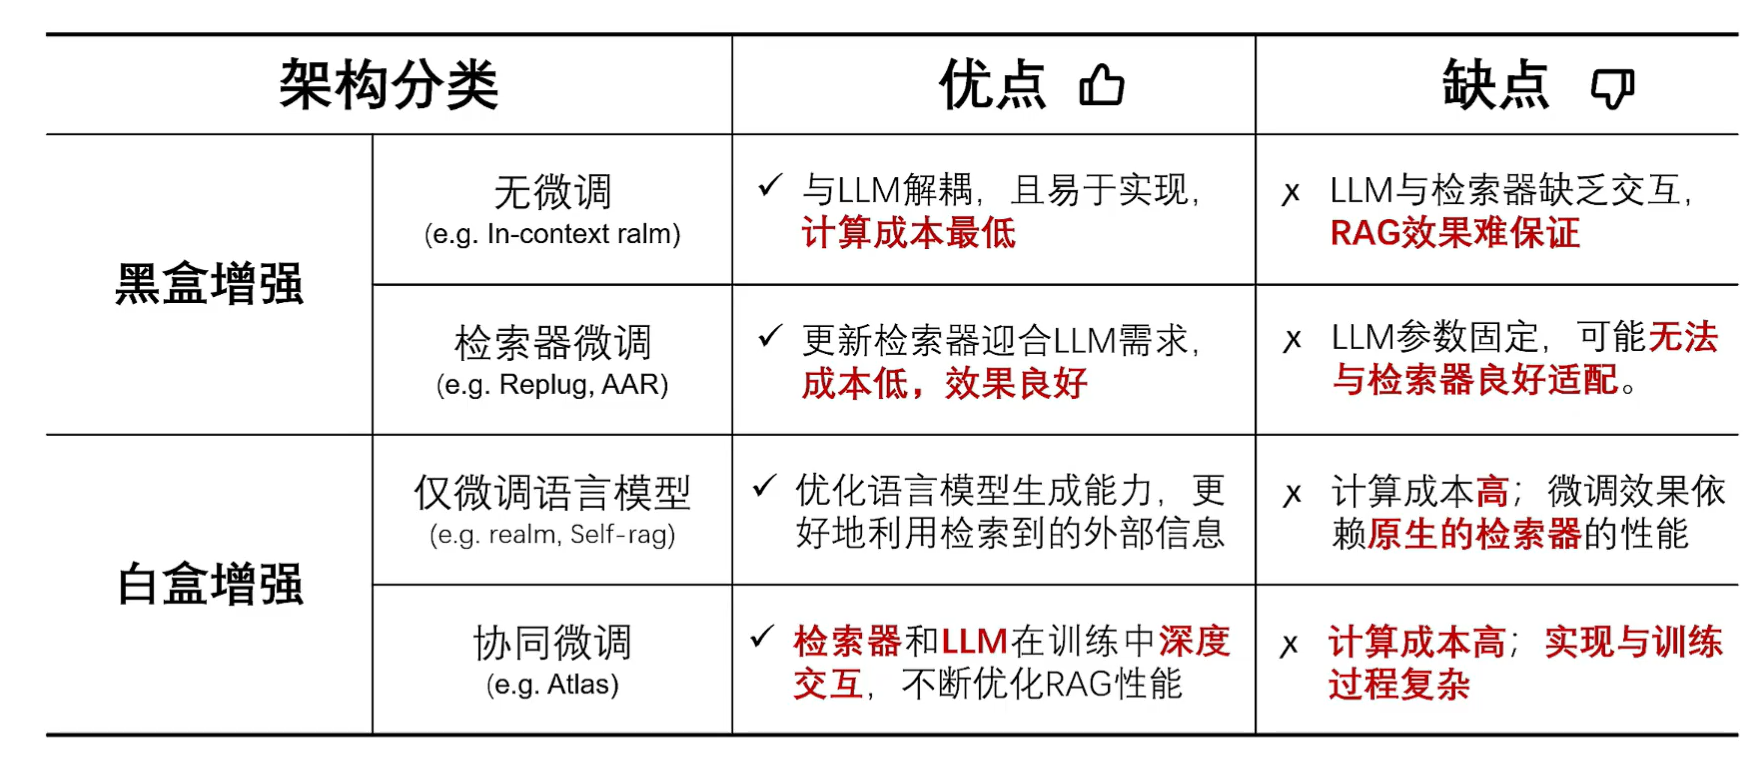 架构分类
优点
缺点
黑盒增强
无微调
(e.g. In-context ralm)
✓ 与LLM解耦，且易于实现，
计算成本最低
x LLM与检索器缺乏交互，
RAG效果难保证
检索器微调
(e.g. Replug, AAR)
✓ 更新检索器迎合LLM需求，
成本低，效果良好
x LLM参数固定，可能无法
与检索器良好适配。
白盒增强
仅微调语言模型
(e.g. realm, Self-rag)
✓ 优化语言模型生成能力，更
好地利用检索到的外部信息
x 计算成本高；微调效果依
赖原生的检索器的性能
协同微调
(e.g. Atlas)
✓ 检索器和LLM在训练中深度
交互，不断优化RAG性能
x 计算成本高；实现与训练
过程复杂